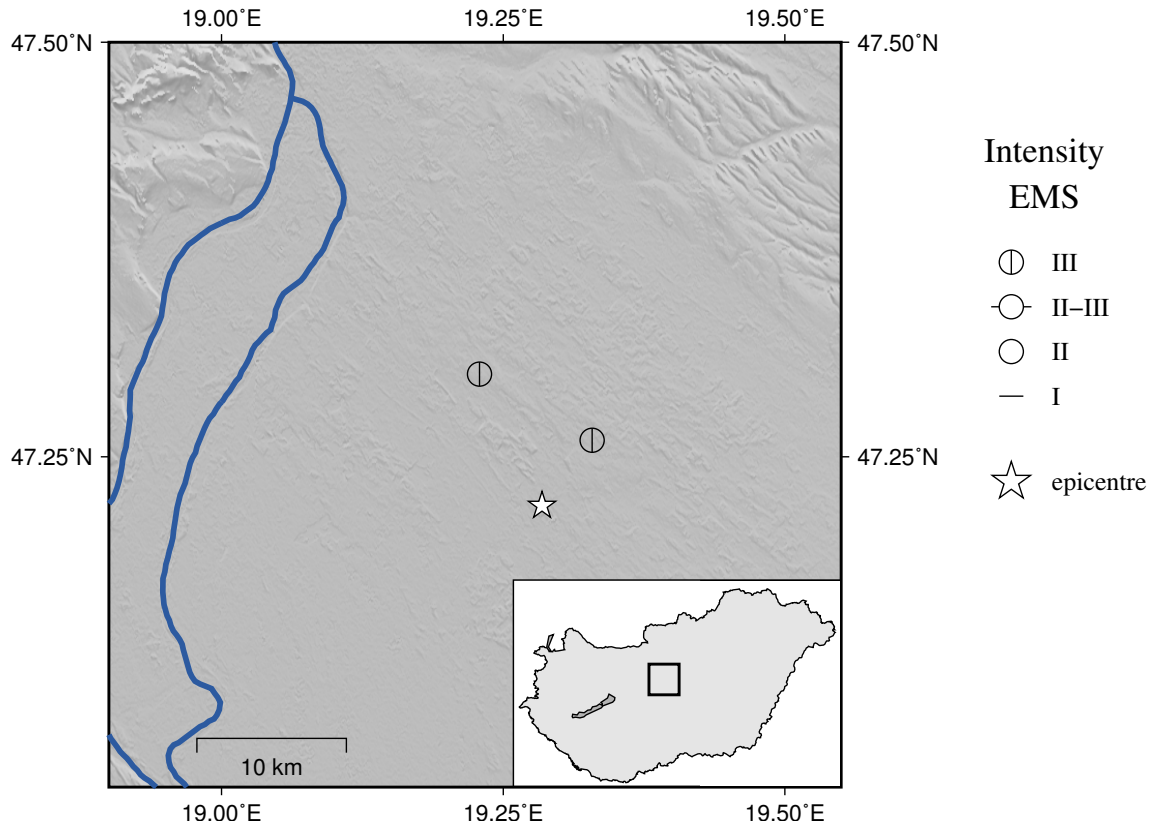 19.00˚E 19.25˚E 19.50˚E
47.50˚N 47.50˚N
Intensity
EMS
III
II–III
II
I
47.25˚N 47.25˚N
epicentre
10 km
19.00˚E 19.25˚E 19.50˚E